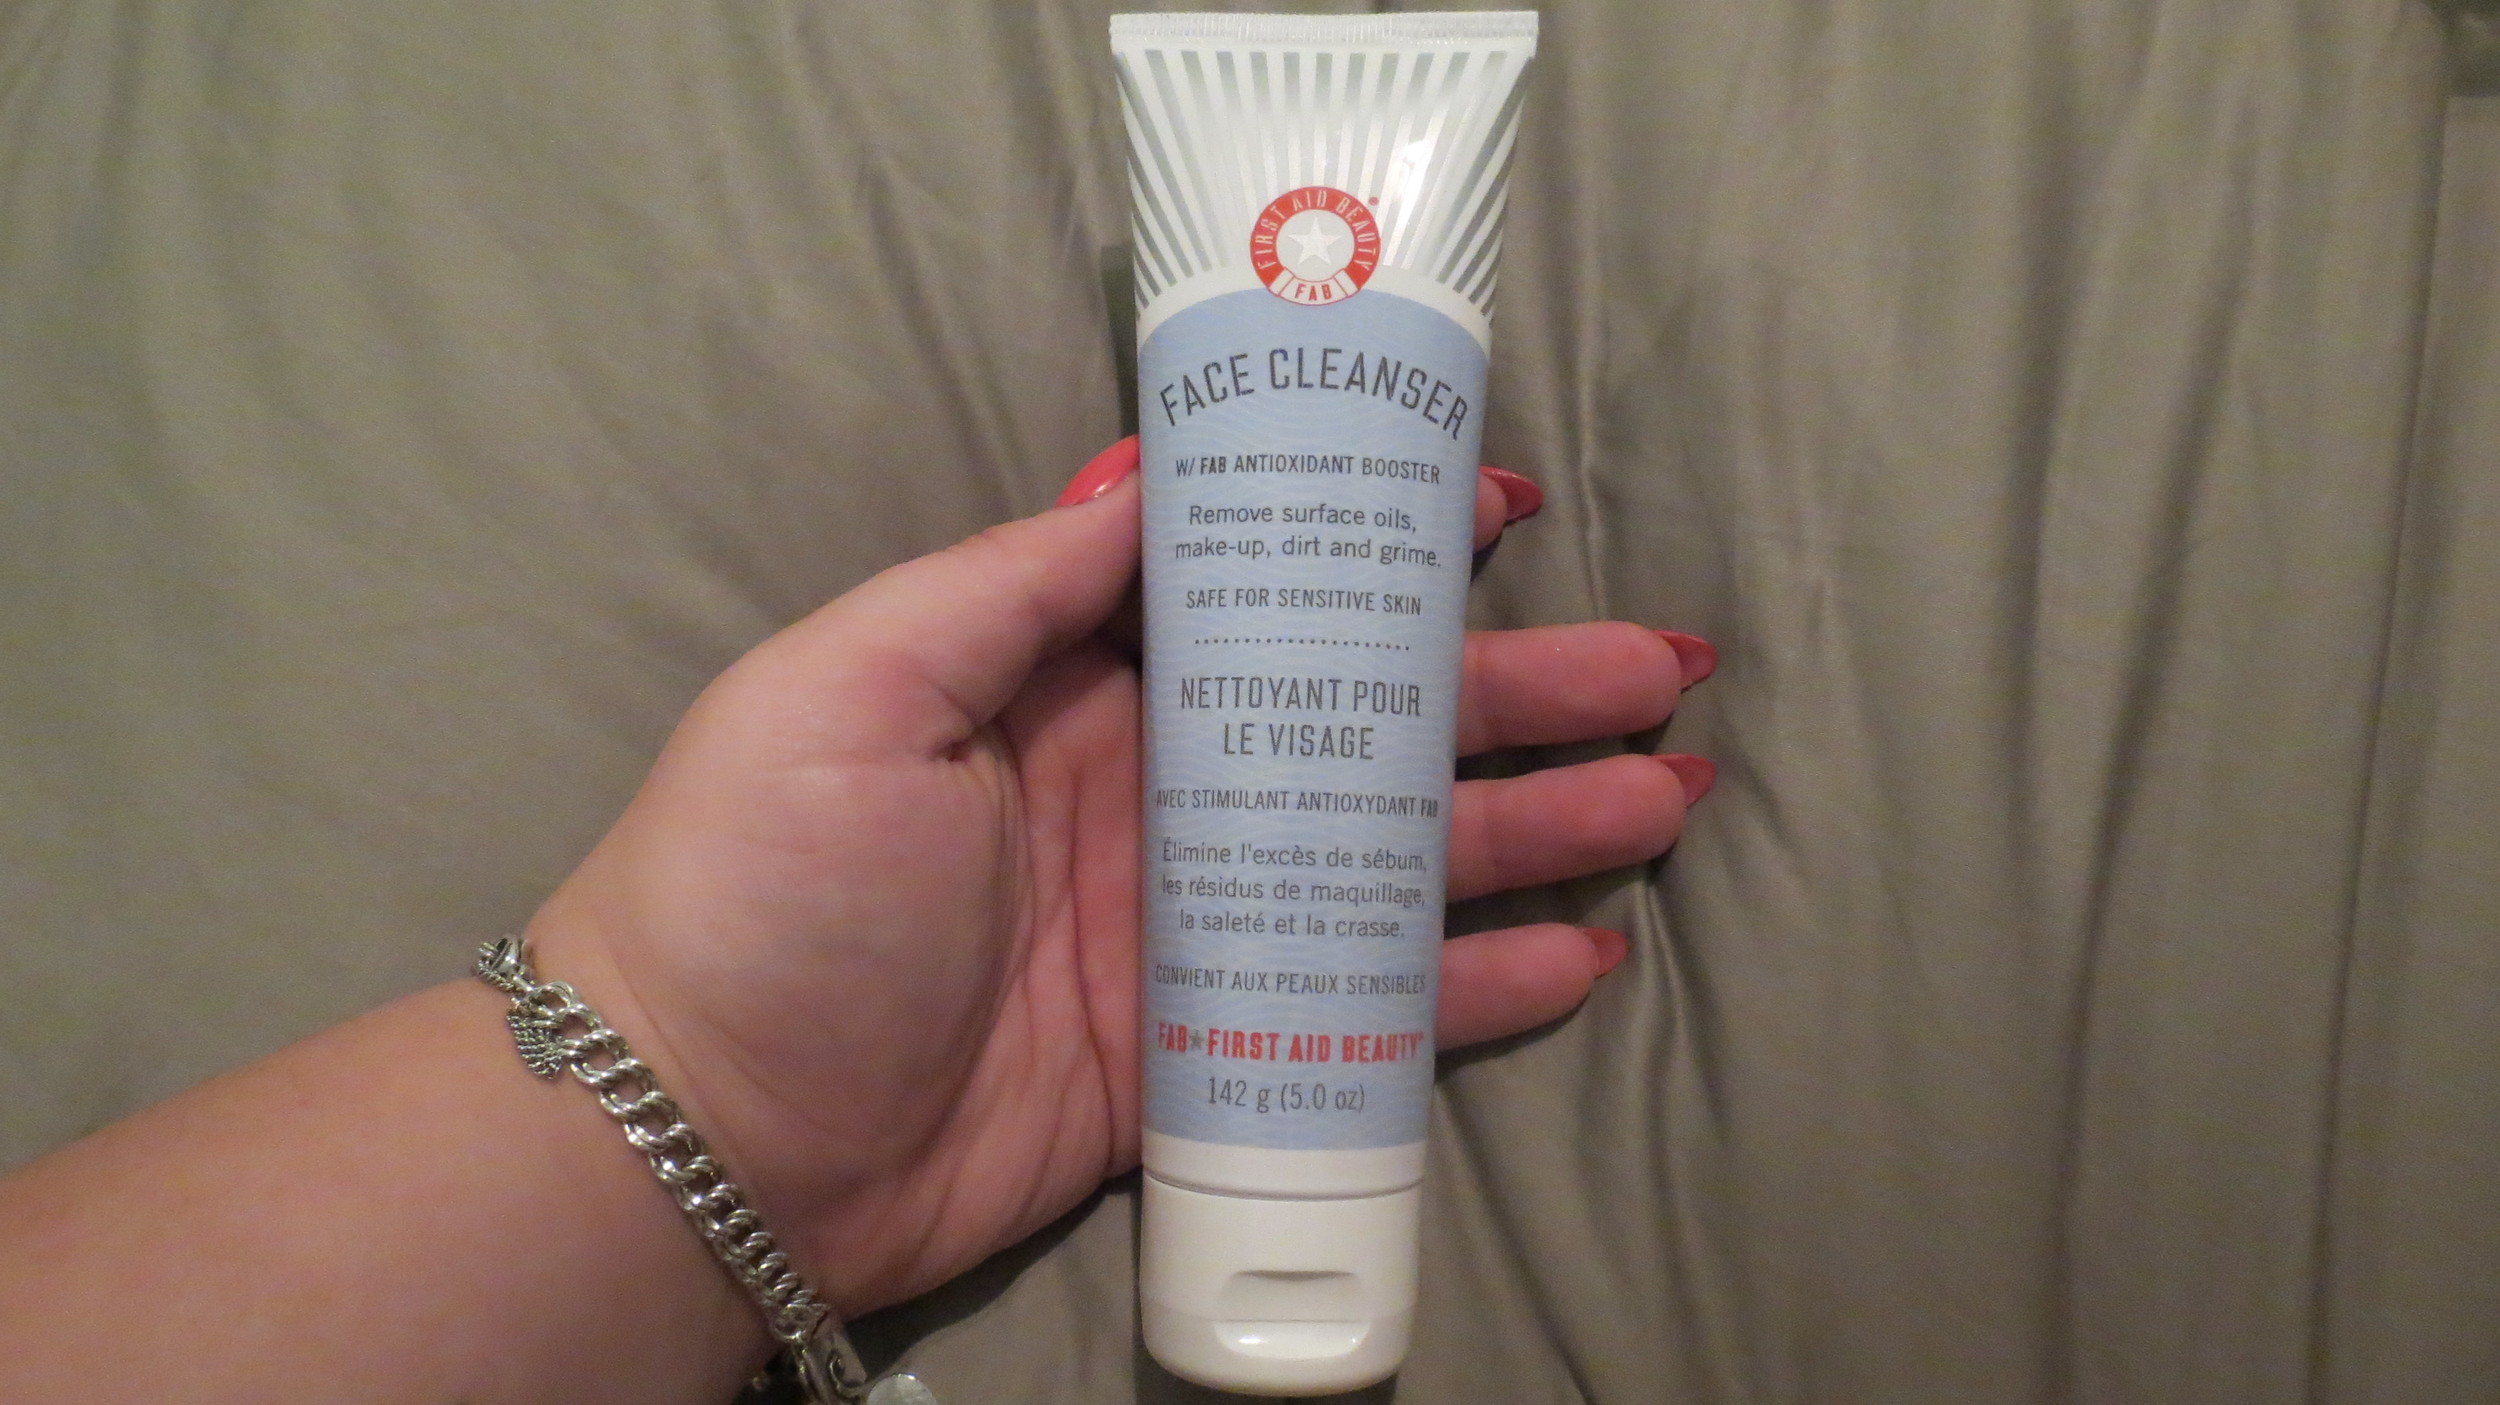 FIRST AID BEAUTY
FAB
FACE CLEANSER
W/ FAB ANTIOXIDANT BOOSTER
Remove surface oils,
make-up, dirt and grime.
SAFE FOR SENSITIVE SKIN
NETTOYANT POUR
LE VISAGE
AVEC STIMULANT ANTIOXYDANT FAB
Élimine l'excès de sébum,
les résidus de maquillage,
la saleté et la crasse.
CONVIENT AUX PEAUX SENSIBLES
FAB★FIRST AID BEAUTY
142 g (5.0 oz)